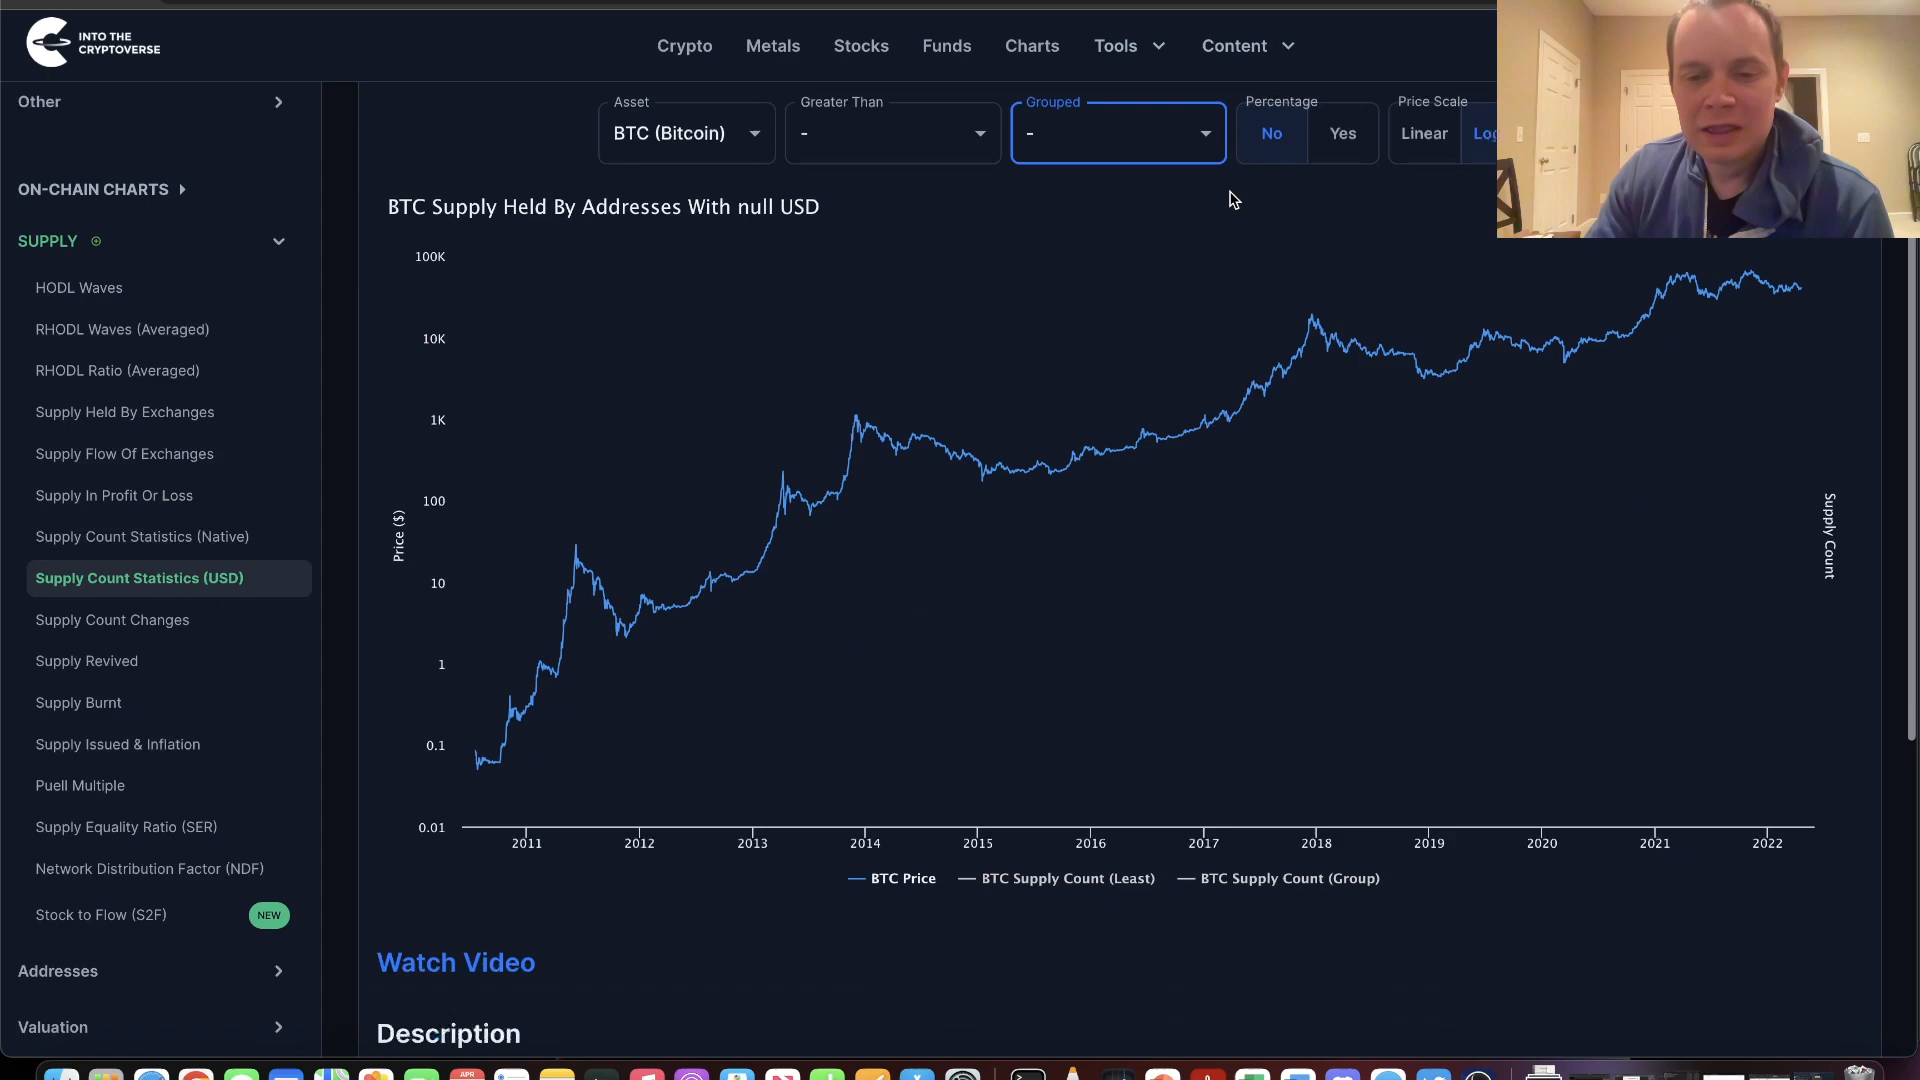 INTO THE
CRYPTOVERSE
Crypto
Metals
Stocks
Funds
Charts
Tools
Content
Other
ON-CHAIN CHARTS
SUPPLY
HODL Waves
RHODL Waves (Averaged)
RHODL Ratio (Averaged)
Supply Held By Exchanges
Supply Flow Of Exchanges
Supply In Profit Or Loss
Supply Count Statistics (Native)
Supply Count Statistics (USD)
Supply Count Changes
Supply Revived
Supply Burnt
Supply Issued & Inflation
Puell Multiple
Supply Equality Ratio (SER)
Network Distribution Factor (NDF)
Stock to Flow (S2F)
NEW
Addresses
Valuation
Asset
BTC (Bitcoin)
Greater Than
-
Grouped
-
Percentage
No
Yes
Price Scale
Linear
BTC Supply Held By Addresses With null USD
100K
10K
1K
100
10
1
0.1
0.01
Price ($)
Supply Count
2011
2012
2013
2014
2015
2016
2017
2018
2019
2020
2021
2022
BTC Price
BTC Supply Count (Least)
BTC Supply Count (Group)
Watch Video
Description
APR